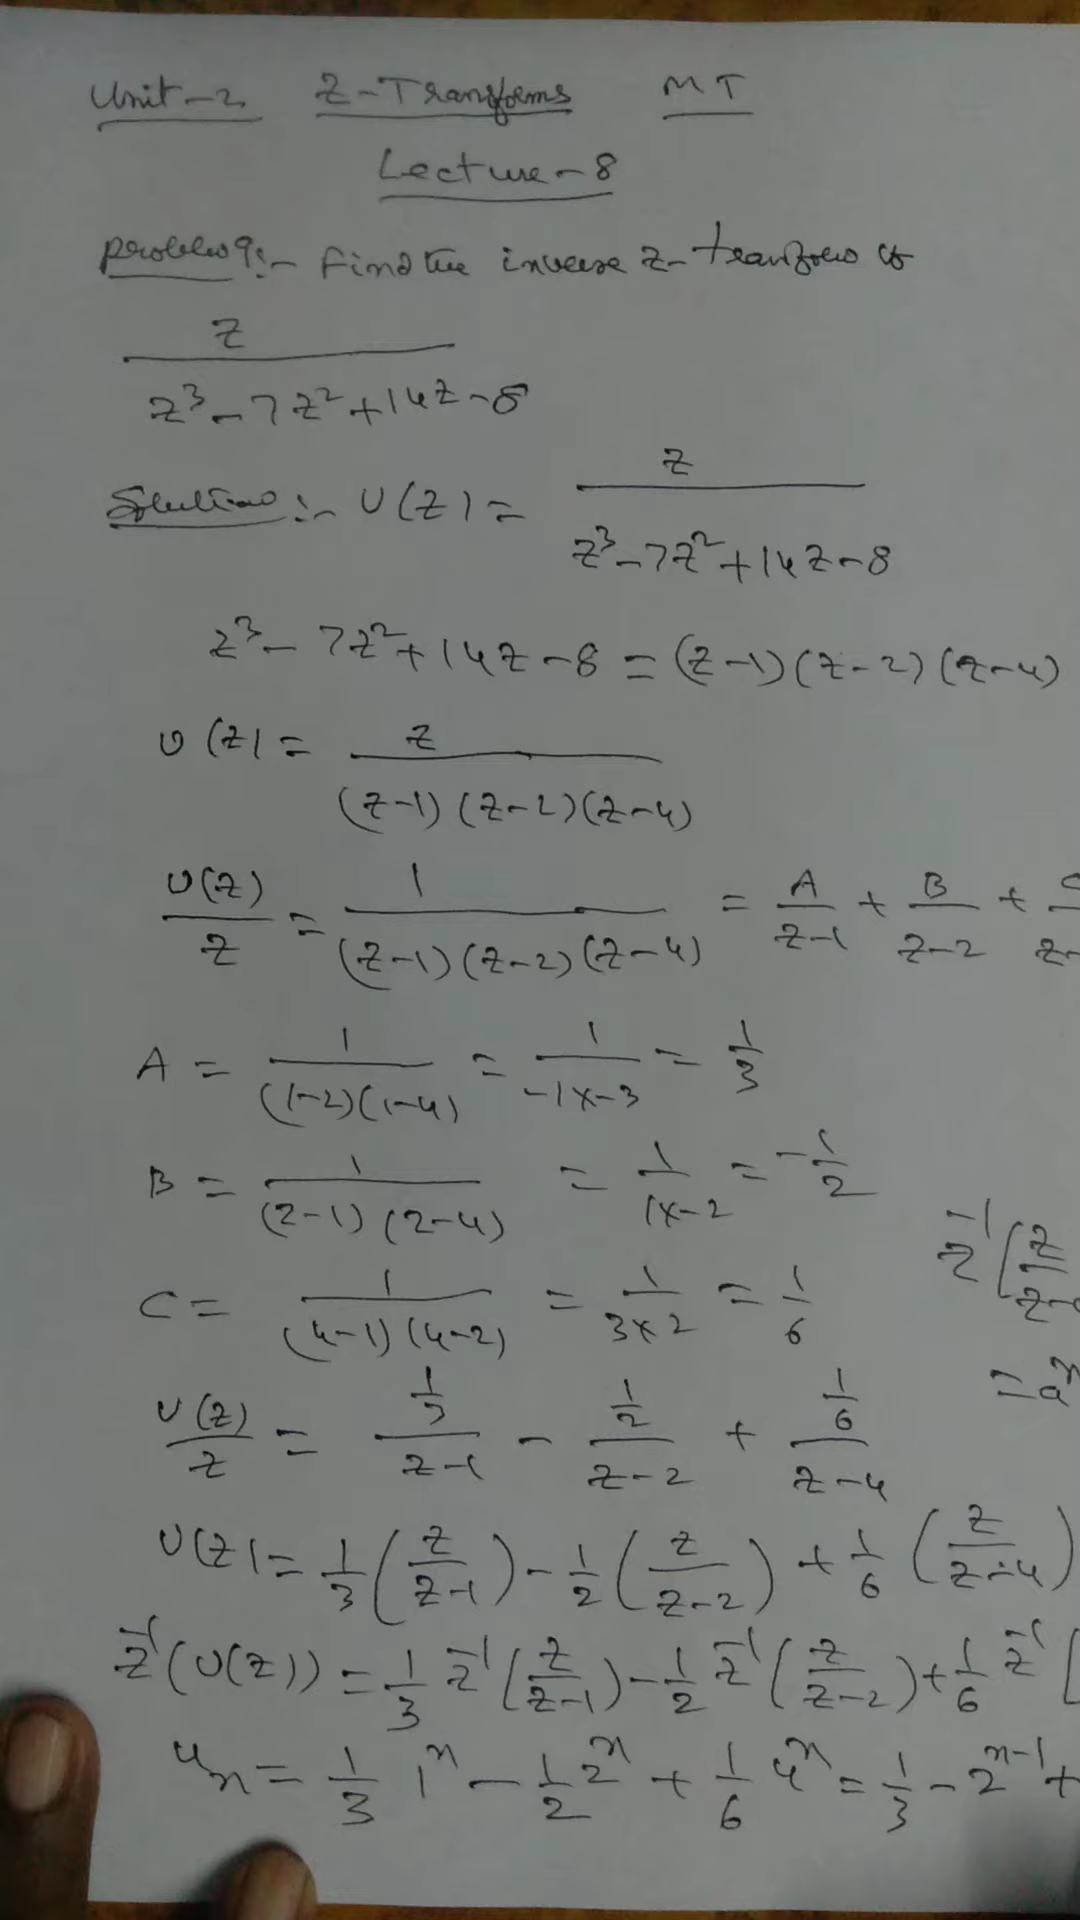 Unit-2 Z-Transforms MT
Lecture-8
Problem 9:- Find the inverse z-transform of
z
z³-7z²+14z-8
Solution:- U(z) = z
z³-7z²+14z-8
z³-7z²+14z-8 = (z-1)(z-2)(z-4)
U(z) = z/((z-1)(z-2)(z-4))
U(z)/z = 1/((z-1)(z-2)(z-4)) = A/(z-1) + B/(z-2) + C/(z-
A = 1/((1-2)(1-4)) = 1/(-1x-3) = 1/3
B = 1/((2-1)(2-4)) = 1/(1x-2) = -1/2
C = 1/((4-1)(4-2)) = 1/(3x2) = 1/6
z⁻¹(z/(z-
= aⁿ
U(z)/z = (1/3)/(z-1) - (1/2)/(z-2) + (1/6)/(z-4)
U(z) = 1/3 (z/(z-1)) - 1/2 (z/(z-2)) + 1/6 (z/(z-4))
z⁻¹(U(z)) = 1/3 z⁻¹(z/(z-1)) - 1/2 z⁻¹(z/(z-2)) + 1/6 z⁻¹(
uₙ = 1/3 1ⁿ - 1/2 2ⁿ + 1/6 4ⁿ = 1/3 - 2ⁿ⁻¹ +